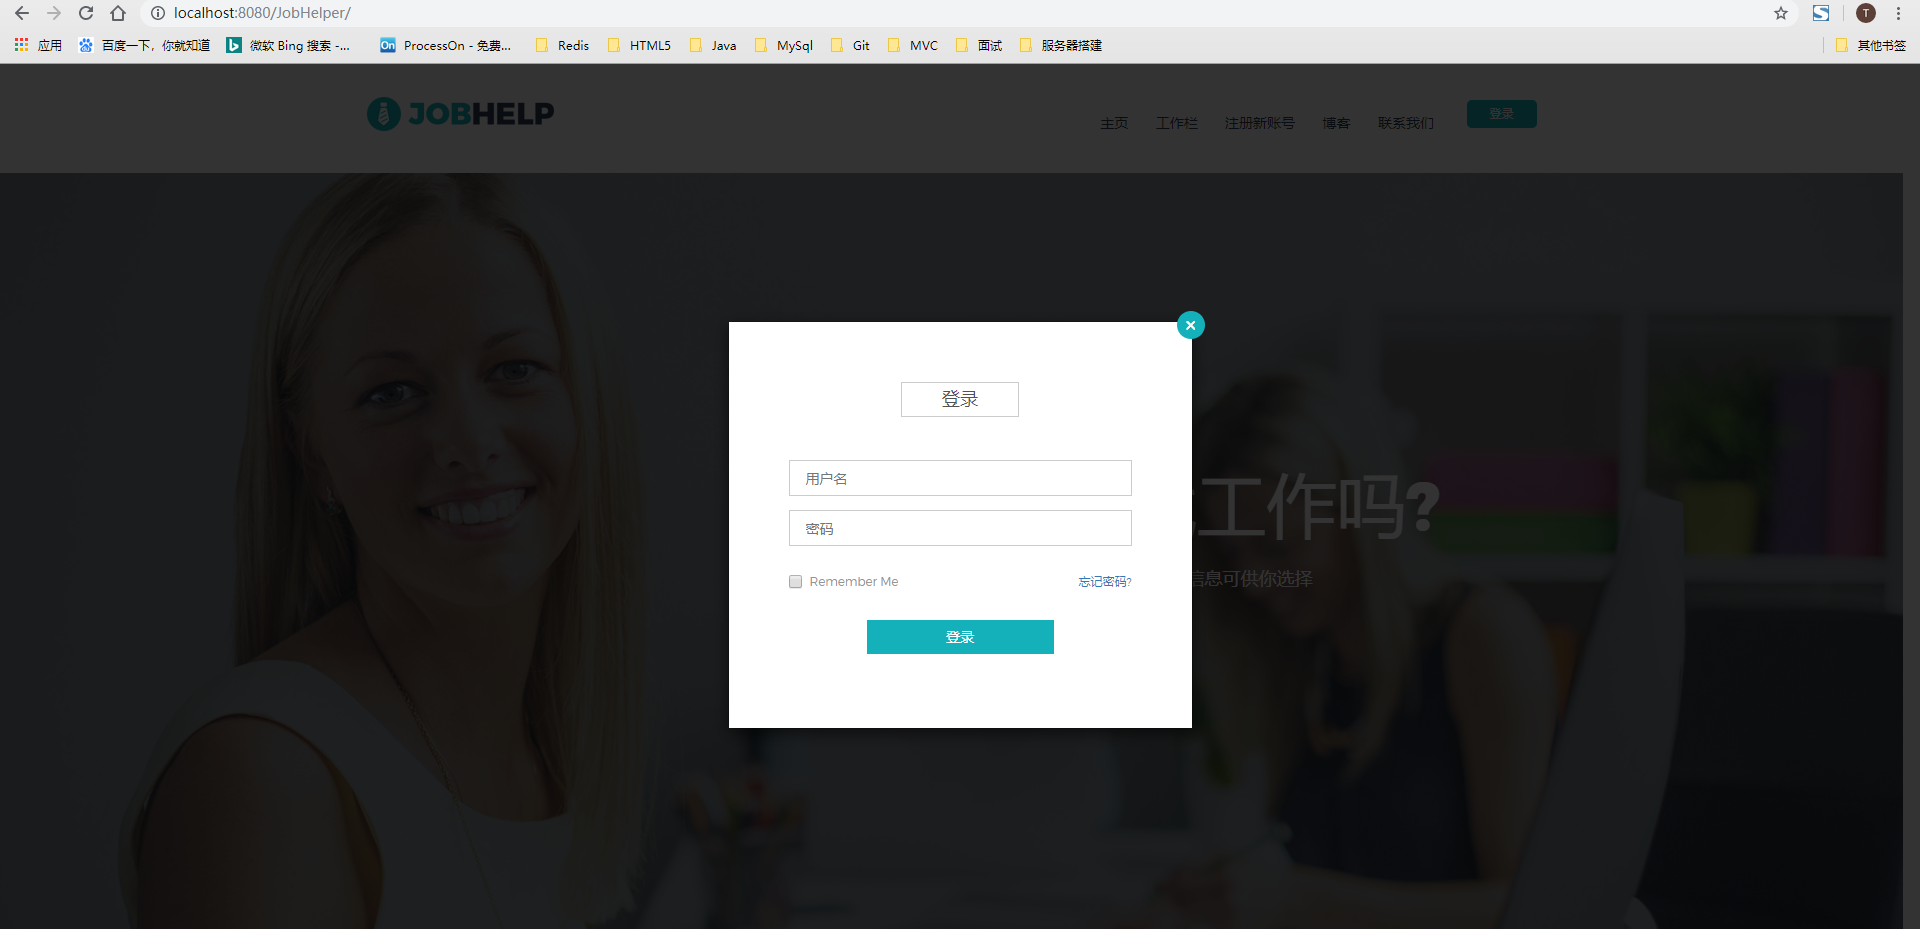 localhost:8080/JobHelper/
T
应用 百度一下，你就知道 微软 Bing 搜索 -... On ProcessOn - 免费... Redis HTML5 Java MySql Git MVC 面试 服务器搭建 其他书签
JOBHELP
主页 工作栏 注册新账号 博客 联系我们 登录
登录
用户名
工作吗?
密码
信息可供你选择
Remember Me 忘记密码?
登录